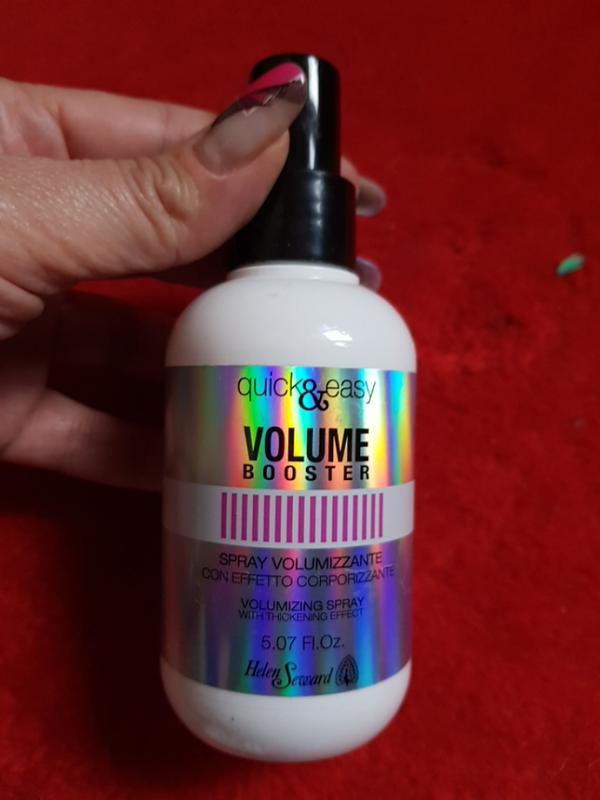 quick&easy
VOLUME
BOOSTER
SPRAY VOLUMIZZANTE
CON EFFETTO CORPORIZZANTE
VOLUMIZING SPRAY
WITH THICKENING EFFECT
5.07 Fl.Oz.
Helen Seward